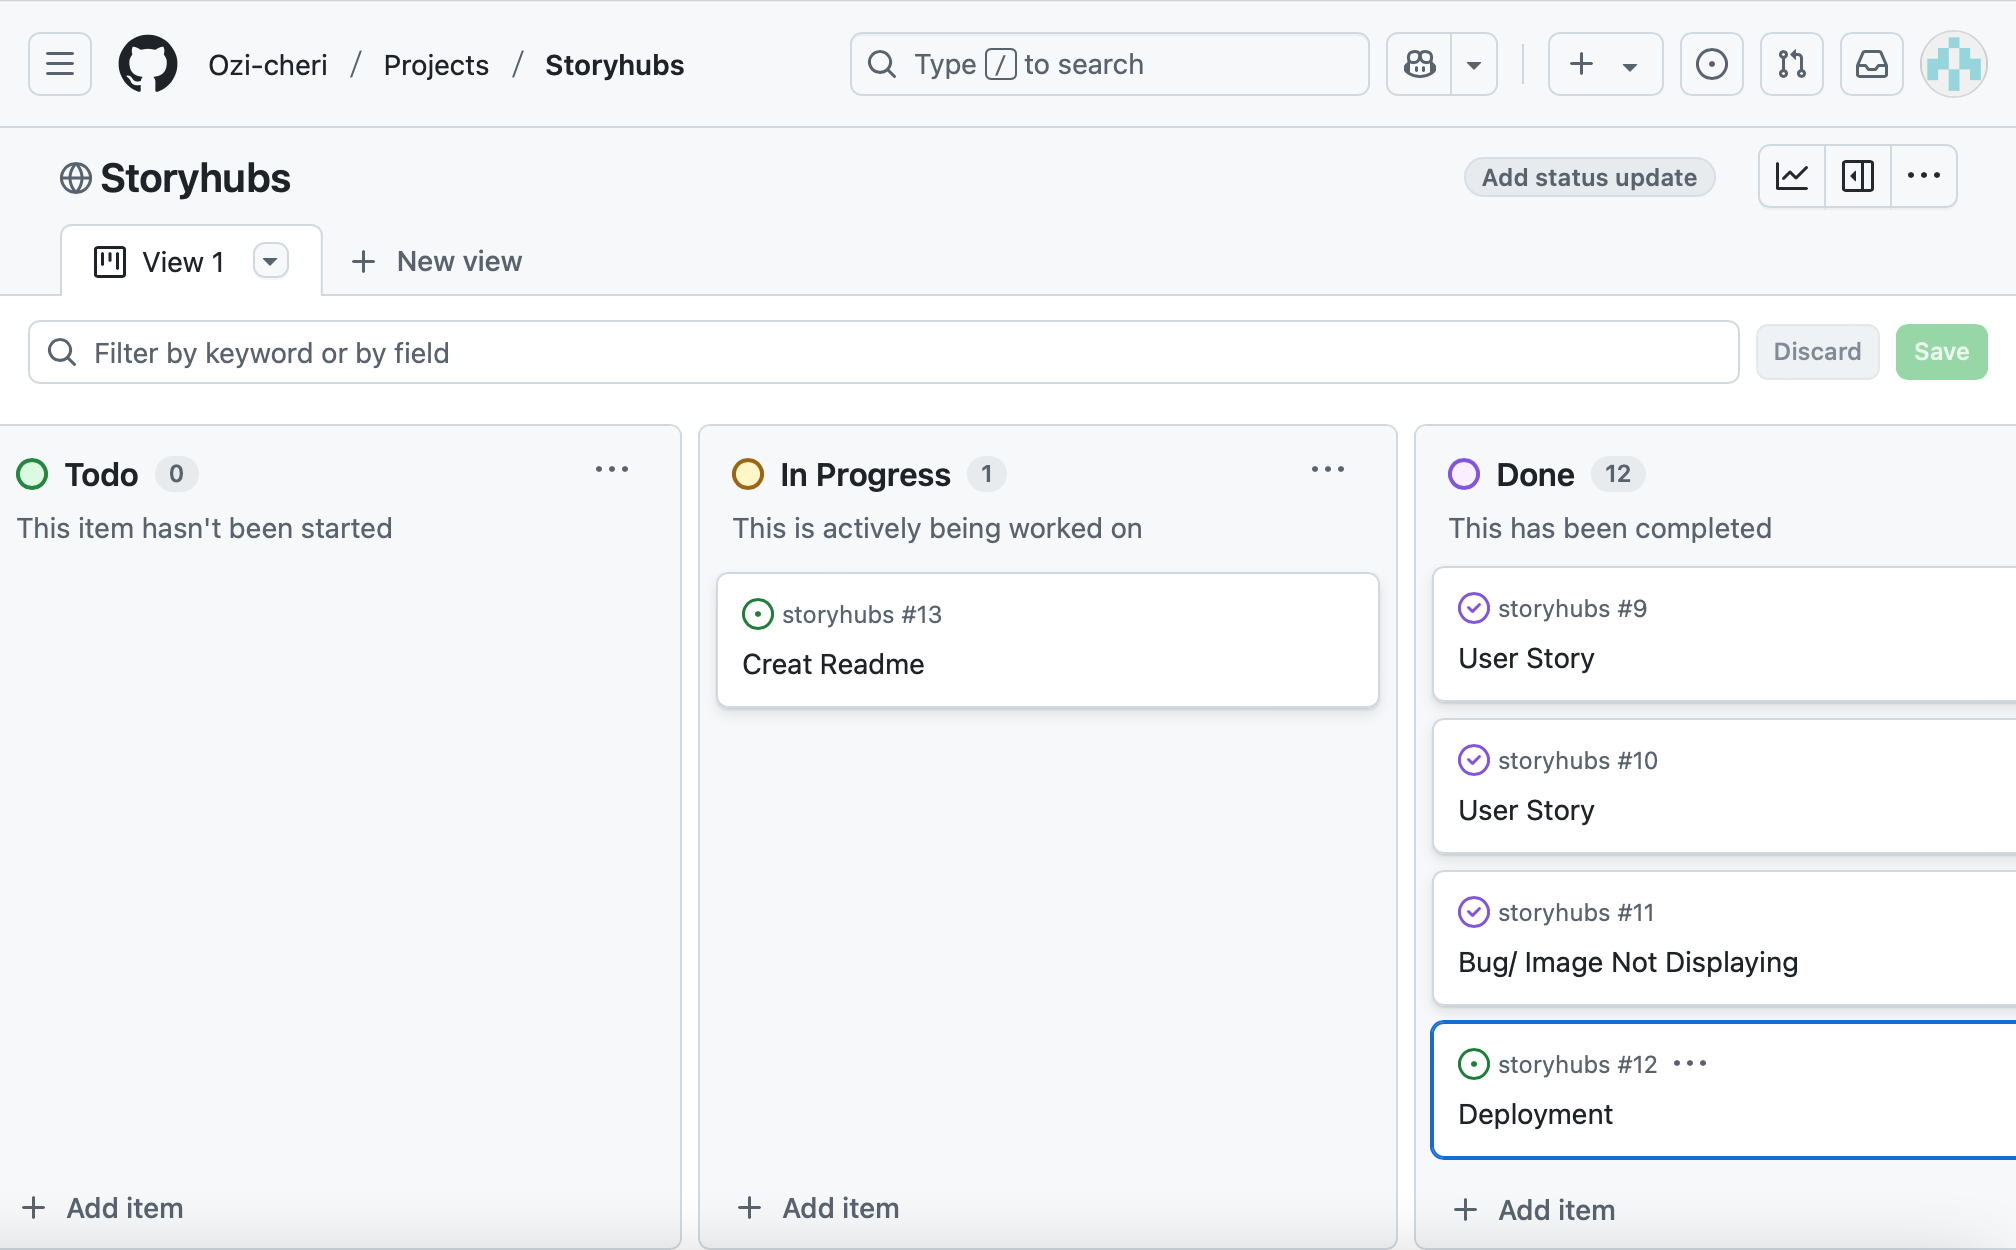 Ozi-cheri / Projects / Storyhubs
Type / to search
Storyhubs
Add status update
View 1
New view
Filter by keyword or by field
Discard
Save
Todo 0
This item hasn't been started
Add item
In Progress 1
This is actively being worked on
storyhubs #13
Creat Readme
Add item
Done 12
This has been completed
storyhubs #9
User Story
storyhubs #10
User Story
storyhubs #11
Bug/ Image Not Displaying
storyhubs #12
Deployment
Add item